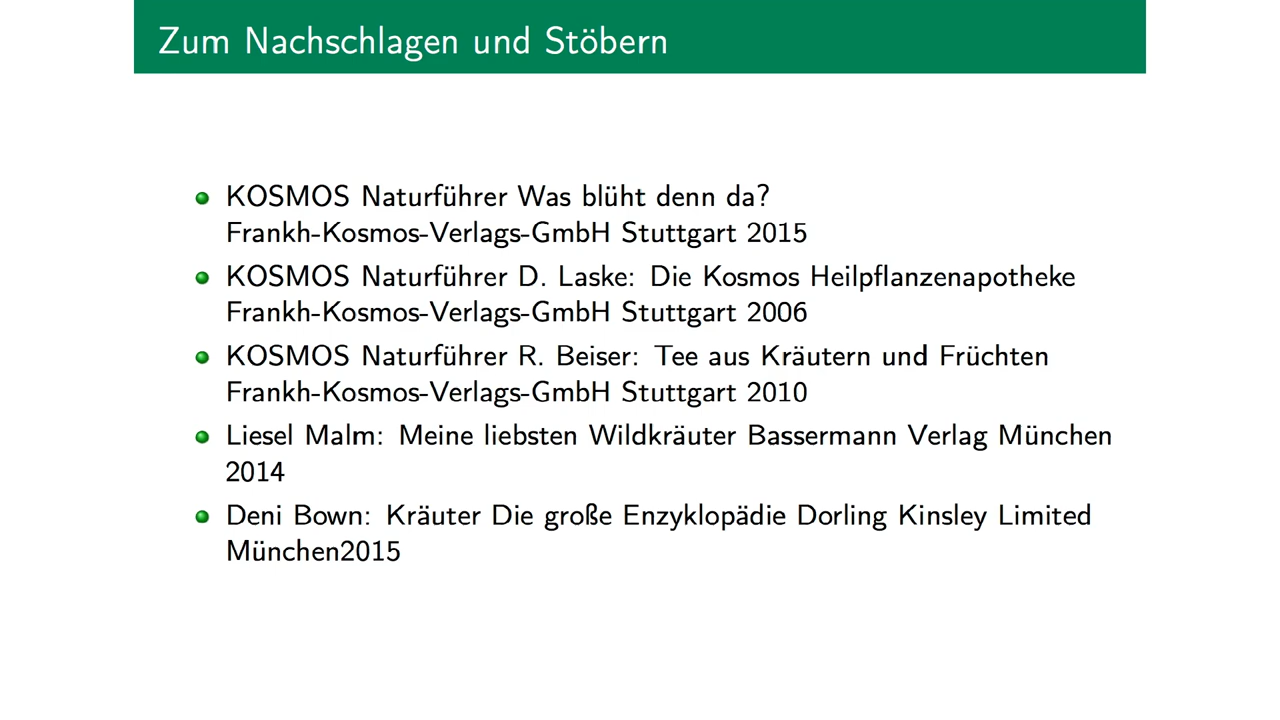 Zum Nachschlagen und Stöbern
KOSMOS Naturführer Was blüht denn da?
Frankh-Kosmos-Verlags-GmbH Stuttgart 2015
KOSMOS Naturführer D. Laske: Die Kosmos Heilpflanzenapotheke
Frankh-Kosmos-Verlags-GmbH Stuttgart 2006
KOSMOS Naturführer R. Beiser: Tee aus Kräutern und Früchten
Frankh-Kosmos-Verlags-GmbH Stuttgart 2010
Liesel Malm: Meine liebsten Wildkräuter Bassermann Verlag München
2014
Deni Bown: Kräuter Die große Enzyklopädie Dorling Kinsley Limited
München2015